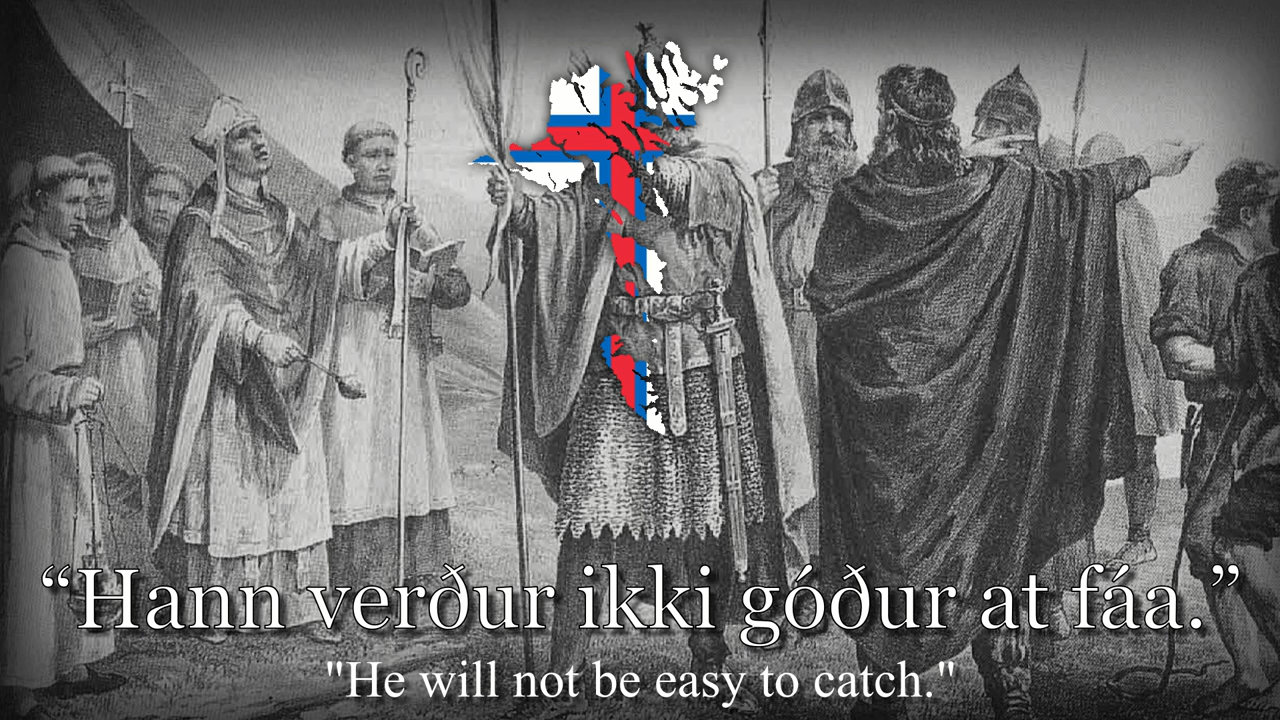 “Hann verður ikki góður at fáa.”
"He will not be easy to catch."